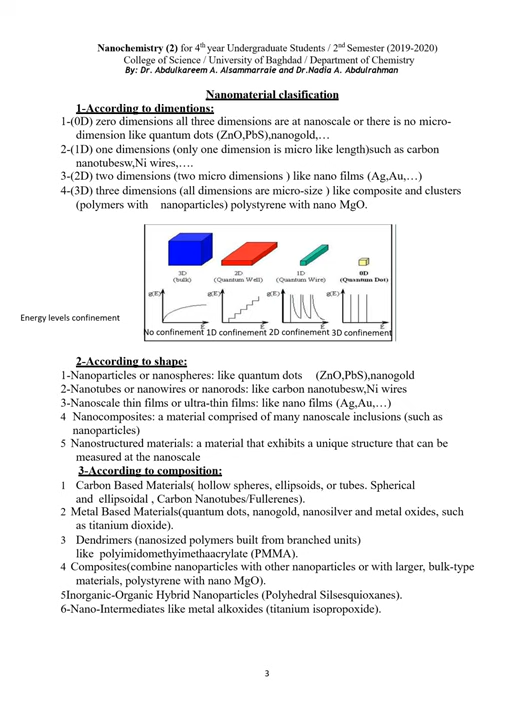 Nanochemistry (2) for 4th year Undergraduate Students / 2nd Semester (2019-2020)
College of Science / University of Baghdad / Department of Chemistry
By: Dr. Abdulkareem A. Alsammarraie and Dr.Nadia A. Abdulrahman
Nanomaterial clasification
1-According to dimentions:
1-(0D) zero dimensions all three dimensions are at nanoscale or there is no micro-
dimension like quantum dots (ZnO,PbS),nanogold,…
2-(1D) one dimensions (only one dimension is micro like length)such as carbon
nanotubesw,Ni wires,….
3-(2D) two dimensions (two micro dimensions ) like nano films (Ag,Au,…)
4-(3D) three dimensions (all dimensions are micro-size ) like composite and clusters
(polymers with nanoparticles) polystyrene with nano MgO.
3D 2D 1D 0D
(bulk) (Quantum Well) (Quantum Wire) (Quantum Dot)
g(E) g(E) g(E) g(E)
E E E E
Energy levels confinement
No confinement 1D confinement 2D confinement 3D confinement
2-According to shape:
1-Nanoparticles or nanospheres: like quantum dots (ZnO,PbS),nanogold
2-Nanotubes or nanowires or nanorods: like carbon nanotubesw,Ni wires
3-Nanoscale thin films or ultra-thin films: like nano films (Ag,Au,…)
4 Nanocomposites: a material comprised of many nanoscale inclusions (such as
nanoparticles)
5 Nanostructured materials: a material that exhibits a unique structure that can be
measured at the nanoscale
3-According to composition:
1 Carbon Based Materials( hollow spheres, ellipsoids, or tubes. Spherical
and ellipsoidal , Carbon Nanotubes/Fullerenes).
2 Metal Based Materials(quantum dots, nanogold, nanosilver and metal oxides, such
as titanium dioxide).
3 Dendrimers (nanosized polymers built from branched units)
like polyimidomethyimethaacrylate (PMMA).
4 Composites(combine nanoparticles with other nanoparticles or with larger, bulk-type
materials, polystyrene with nano MgO).
5Inorganic-Organic Hybrid Nanoparticles (Polyhedral Silsesquioxanes).
6-Nano-Intermediates like metal alkoxides (titanium isopropoxide).
3